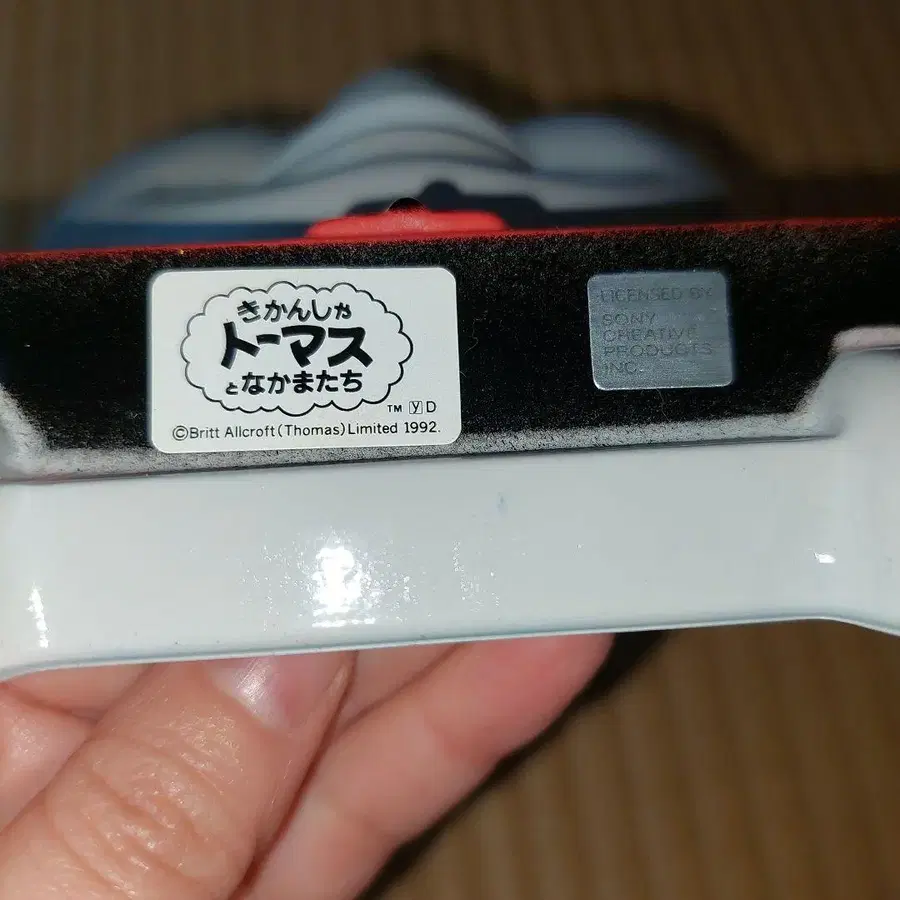 きかんしゃ
トーマス
となかまたち
TM y D
©Britt Allcroft (Thomas) Limited 1992.
LICENSED BY
SONY
CREATIVE
PRODUCTS
INC.